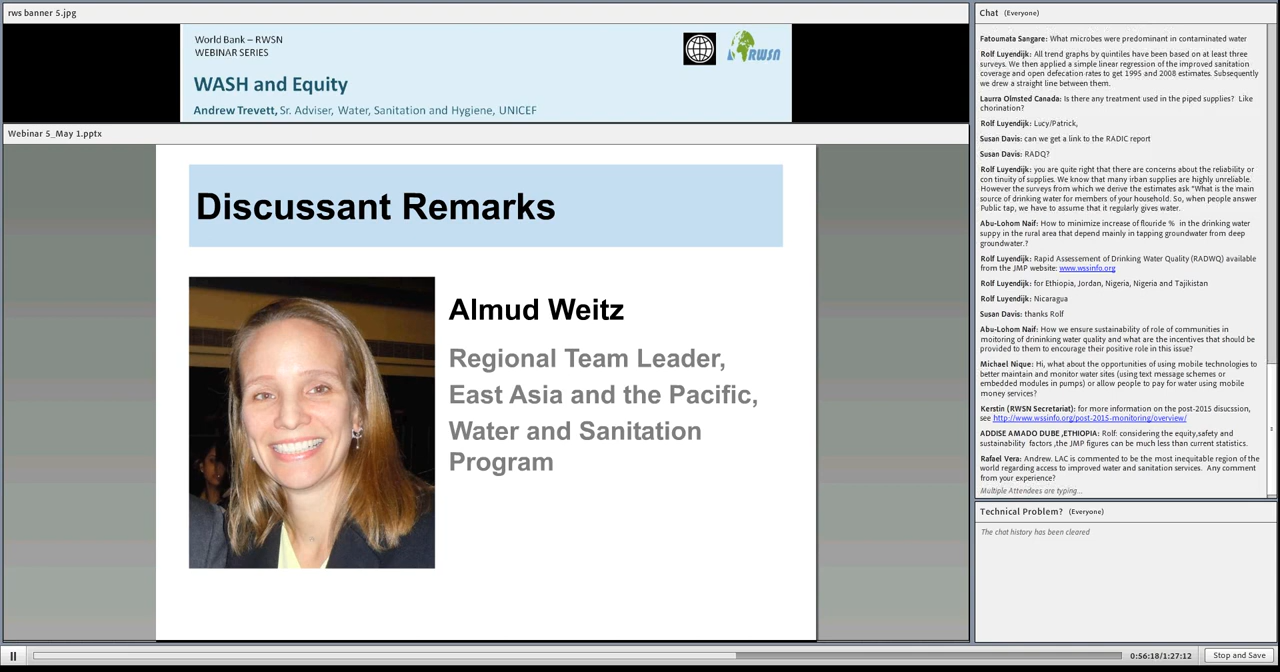 rws banner 5.jpg
World Bank – RWSN
WEBINAR SERIES
RWSN
WASH and Equity
Andrew Trevett, Sr. Adviser, Water, Sanitation and Hygiene, UNICEF
Webinar 5_May 1.pptx
Discussant Remarks
Almud Weitz
Regional Team Leader,
East Asia and the Pacific,
Water and Sanitation
Program
Chat (Everyone)
Fatoumata Sangare: What microbes were predominant in contaminated water
Rolf Luyendijk: All trend graphs by quintiles have been based on at least three
surveys. We then applied a simple linear regression of the improved sanitation
coverage and open defecation rates to get 1995 and 2008 estimates. Subsequently
we drew a straight line between them.
Laurra Olmsted Canada: Is there any treatment used in the piped supplies? Like
chorination?
Rolf Luyendijk: Lucy/Patrick,
Susan Davis: can we get a link to the RADIC report
Susan Davis: RADQ?
Rolf Luyendijk: you are quite right that there are concerns about the reliability or
con tinuity of supplies. We know that many irban supplies are highly unreliable.
However the surveys from which we derive the estimates ask "What is the main
source of drinking water for members of your household. So, when people answer
Public tap, we have to assume that it regularly gives water.
Abu-Lohom Naif: How to minimize increase of flouride % in the drinking water
suppy in the rural area that depend mainly in tapping groundwater from deep
groundwater.?
Rolf Luyendijk: Rapid Assessment of Drinking Water Quality (RADWQ) available
from the JMP website: www.wssinfo.org
Rolf Luyendijk: for Ethiopia, Jordan, Nigeria, Nigeria and Tajikistan
Rolf Luyendijk: Nicaragua
Susan Davis: thanks Rolf
Abu-Lohom Naif: How we ensure sustainability of role of communities in
moitoring of drininking water quality and what are the incentives that should be
provided to them to encourage their positive role in this issue?
Michael Nique: Hi, what about the opportunities of using mobile technologies to
better maintain and monitor water sites (using text message schemes or
embedded modules in pumps) or allow people to pay for water using mobile
money services?
Kerstin (RWSN Secretariat): for more information on the post-2015 disucssion,
see http://www.wssinfo.org/post-2015-monitoring/overview/
ADDISE AMADO DUBE ,ETHIOPIA: Rolf: considering the equity,safety and
sustainability factors ,the JMP figures can be much less than current statistics.
Rafael Vera: Andrew. LAC is commented to be the most inequitable region of the
world regarding access to improved water and sanitation services. Any comment
from your experience?
Multiple Attendees are typing...
Technical Problem? (Everyone)
The chat history has been cleared
0:56:18/1:27:12
Stop and Save